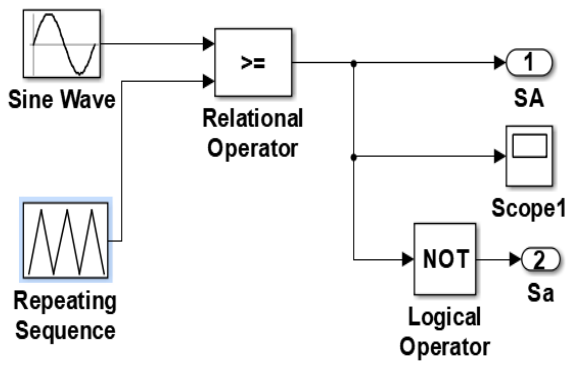 Sine Wave
>=
Relational
Operator
1
SA
Scope1
Repeating
Sequence
NOT
Logical
Operator
2
Sa